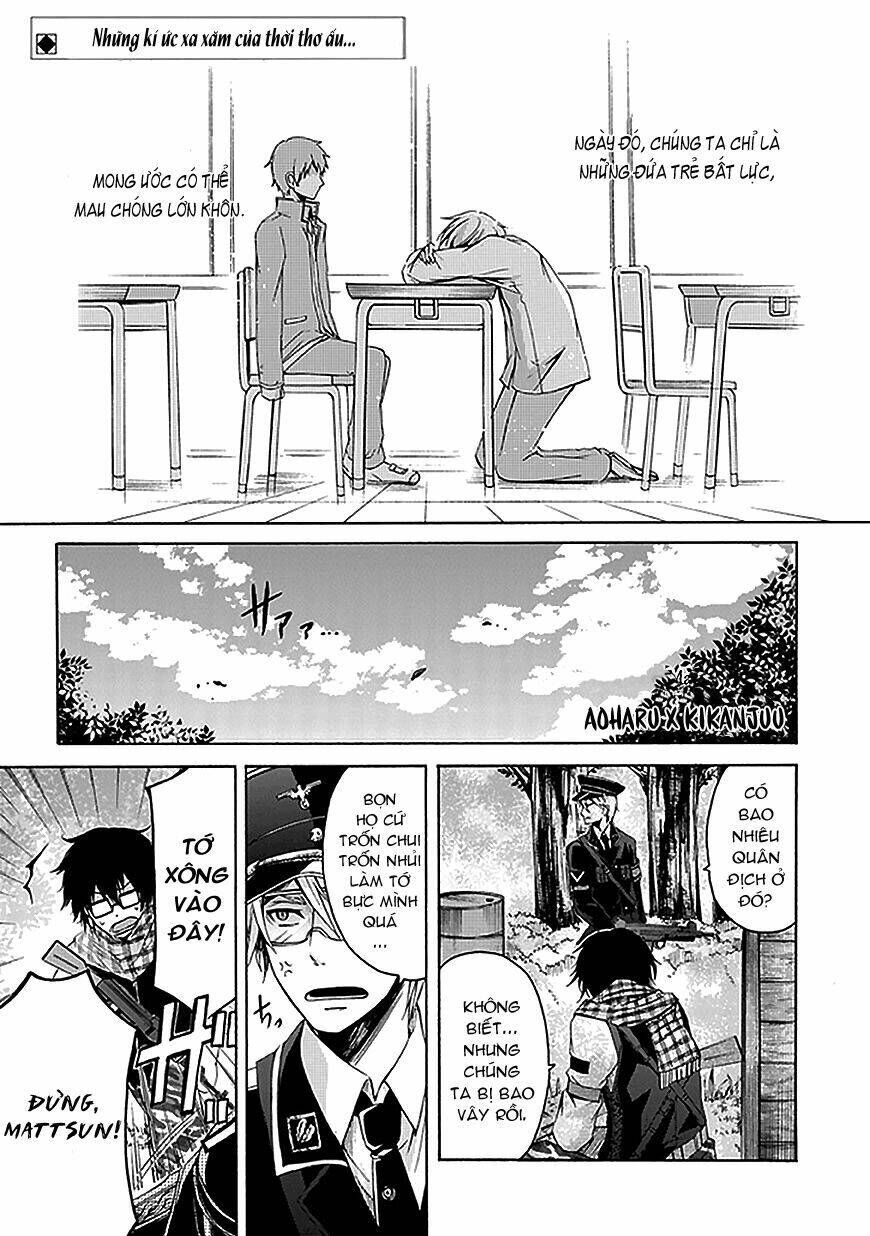 Những kí ức xa xăm của thời thơ ấu...
NGÀY ĐÓ, CHÚNG TA CHỈ LÀ
NHỮNG ĐỨA TRẺ BẤT LỰC,
MONG ƯỚC CÓ THỂ
MAU CHÓNG LỚN KHÔN.
ザァァ...
AOHARU X KIKANJUU
CÓ
BAO
NHIÊU
QUÂN
ĐỊCH Ở
ĐÓ?
KHÔNG
BIẾT...
NHƯNG
CHÚNG
TA BỊ BAO
VÂY RỒI.
BỌN
HỌ CỨ
TRỐN CHUI
TRỐN NHỦI
LÀM TỚ
BỰC MÌNH
QUÁ
...
TỚ
XÔNG
VÀO
ĐÂY!
ĐỪNG,
MATTSUN!